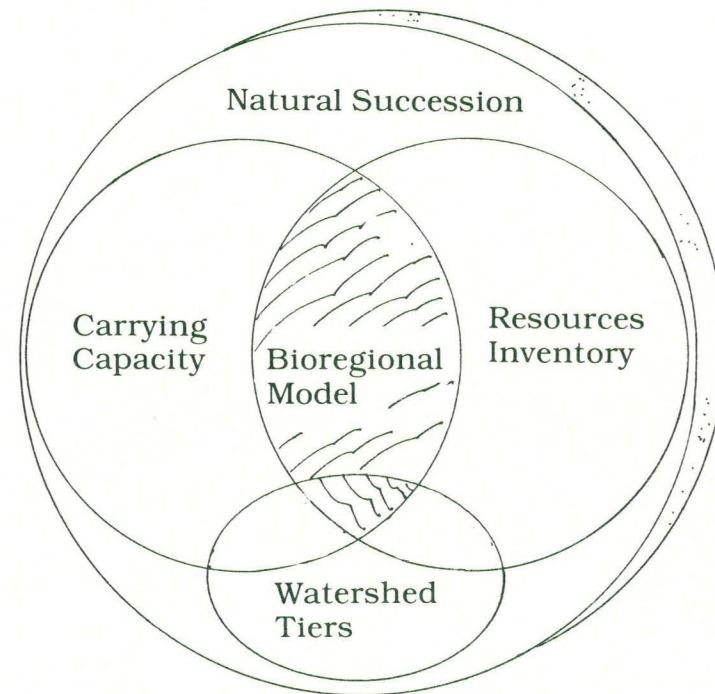 Natural Succession
Carrying
Capacity
Bioregional
Model
Resources
Inventory
Watershed
Tiers